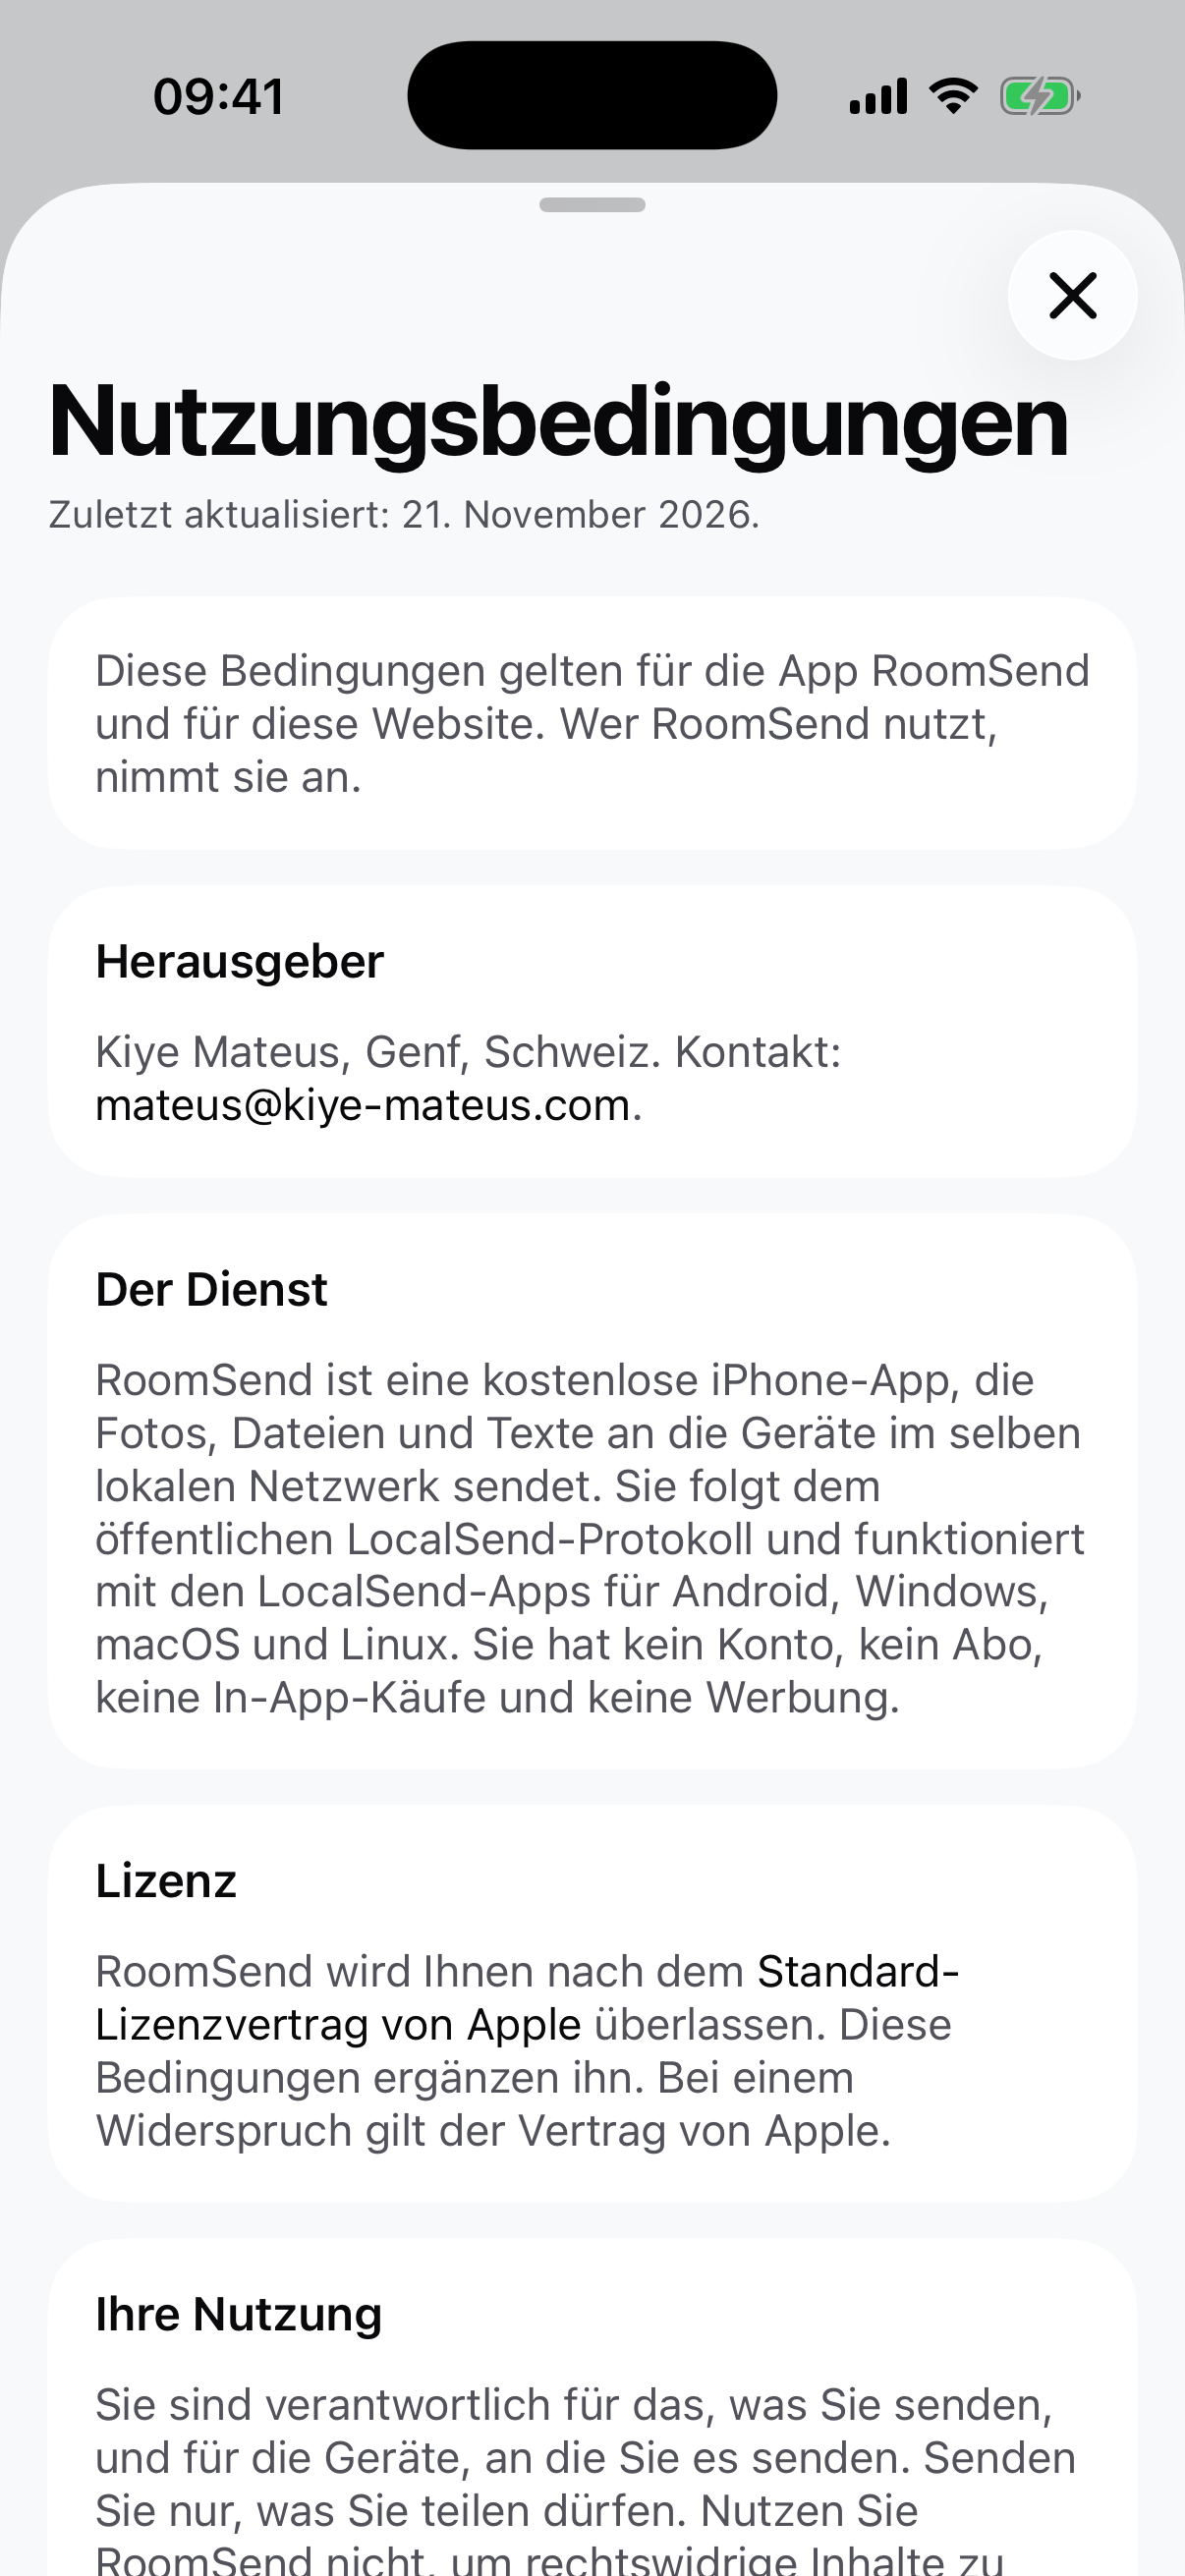 09:41
Nutzungsbedingungen
Zuletzt aktualisiert: 21. November 2026.
Diese Bedingungen gelten für die App RoomSend
und für diese Website. Wer RoomSend nutzt,
nimmt sie an.
Herausgeber
Kiye Mateus, Genf, Schweiz. Kontakt:
mateus@kiye-mateus.com.
Der Dienst
RoomSend ist eine kostenlose iPhone-App, die
Fotos, Dateien und Texte an die Geräte im selben
lokalen Netzwerk sendet. Sie folgt dem
öffentlichen LocalSend-Protokoll und funktioniert
mit den LocalSend-Apps für Android, Windows,
macOS und Linux. Sie hat kein Konto, kein Abo,
keine In-App-Käufe und keine Werbung.
Lizenz
RoomSend wird Ihnen nach dem Standard-
Lizenzvertrag von Apple überlassen. Diese
Bedingungen ergänzen ihn. Bei einem
Widerspruch gilt der Vertrag von Apple.
Ihre Nutzung
Sie sind verantwortlich für das, was Sie senden,
und für die Geräte, an die Sie es senden. Senden
Sie nur, was Sie teilen dürfen. Nutzen Sie
RoomSend nicht, um rechtswidrige Inhalte zu